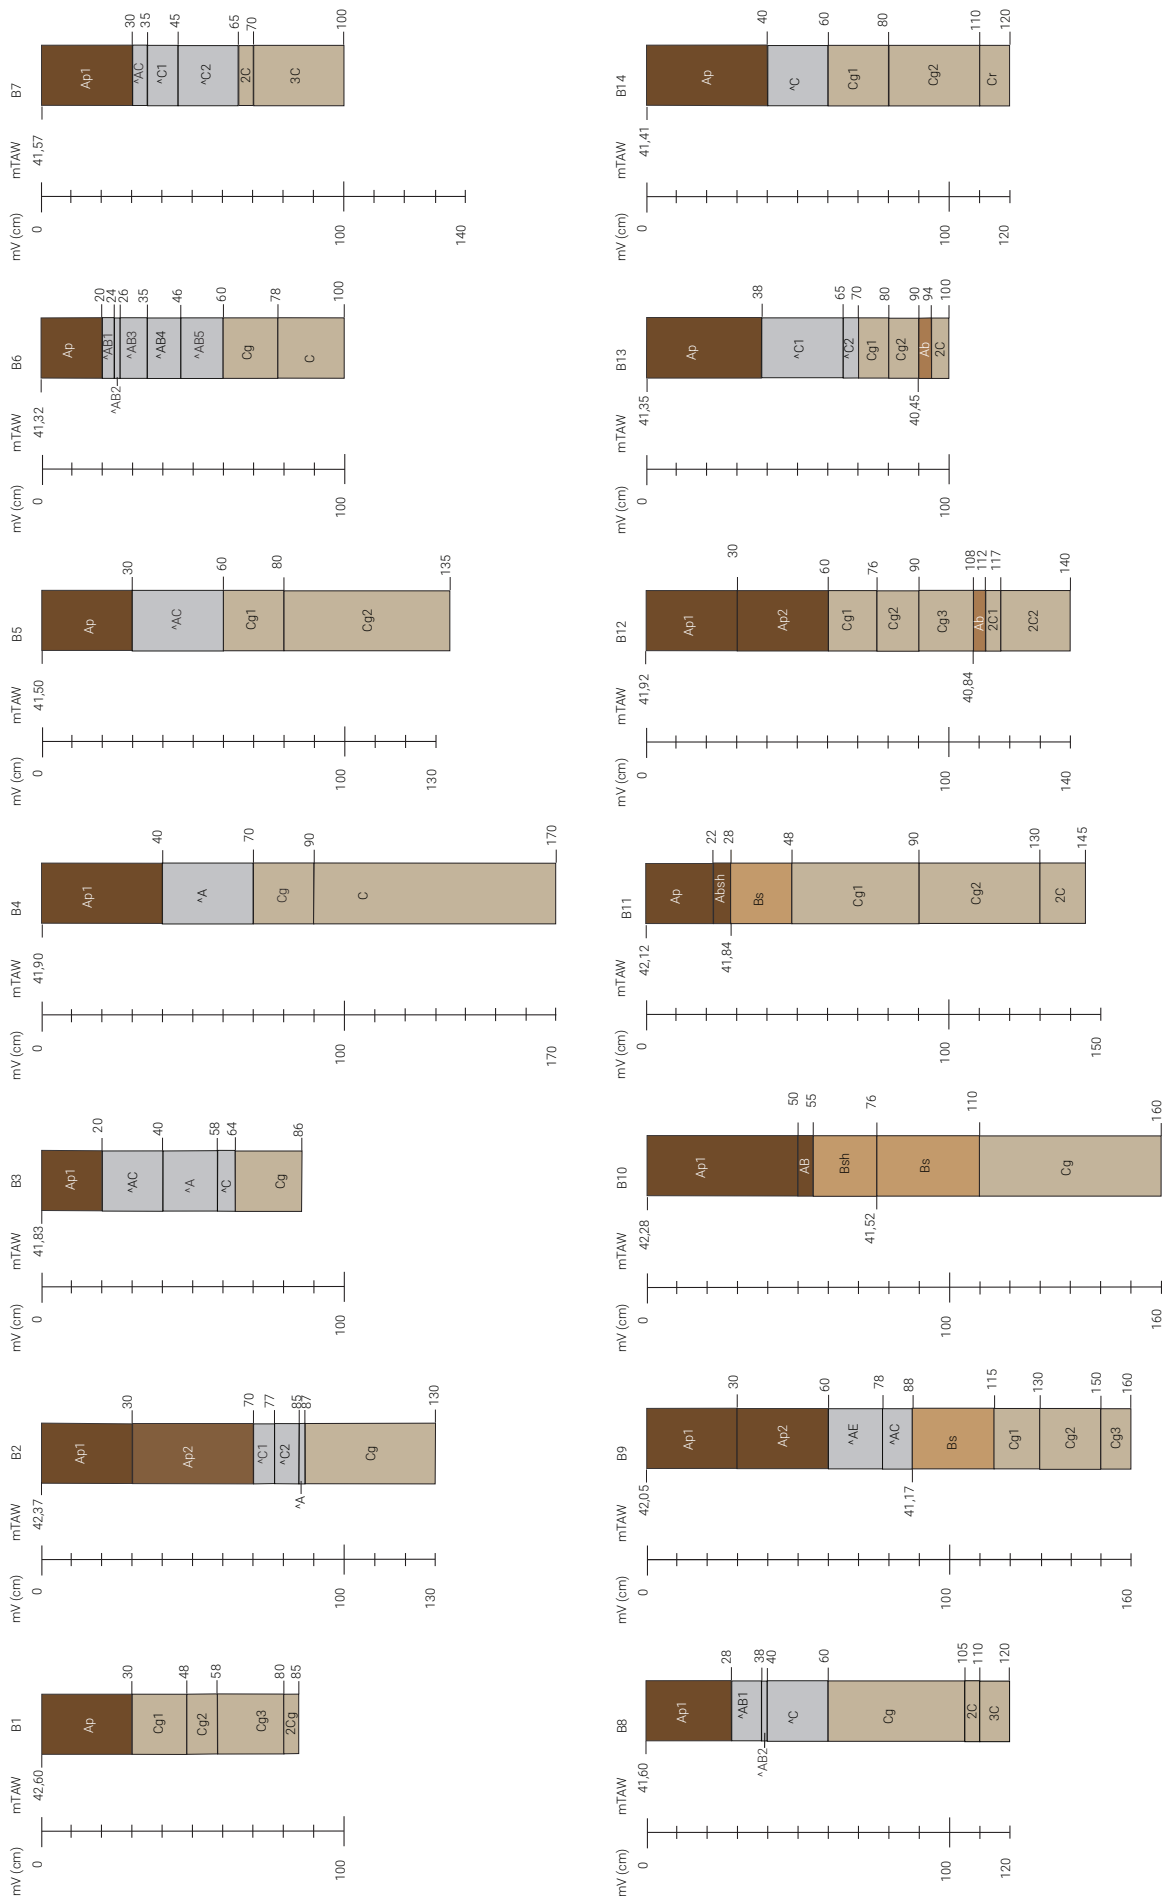 B1
mV (cm)
mTAW
0
100
42,60
Ap
Cg1
Cg2
Cg3
2Cg
30
48
58
80
85
B2
mV (cm)
mTAW
0
100
130
42,37
Ap1
Ap2
^C1
^C2
^A
Cg
30
70
77
85
87
130
B3
mV (cm)
mTAW
0
100
41,83
Ap1
^AC
^A
^C
Cg
20
40
58
64
86
B4
mV (cm)
mTAW
0
100
170
41,90
Ap1
^A
Cg
C
40
70
90
170
B5
mV (cm)
mTAW
0
100
130
41,50
Ap
^AC
Cg1
Cg2
30
60
80
135
B6
mV (cm)
mTAW
0
100
41,32
Ap
^AB1
^AB2
^AB3
^AB4
^AB5
Cg
C
20
24
26
35
46
60
78
100
B7
mV (cm)
mTAW
0
100
140
41,57
Ap1
^AC
^C1
^C2
2C
3C
30
35
45
65
70
100
B8
mV (cm)
mTAW
0
100
120
41,60
Ap1
^AB1
^AB2
^C
Cg
2C
3C
28
38
40
60
105
110
120
B9
mV (cm)
mTAW
0
100
160
42,05
41,17
Ap1
Ap2
^AE
^AC
Bs
Cg1
Cg2
Cg3
30
60
78
88
115
130
150
160
B10
mV (cm)
mTAW
0
100
160
42,28
41,52
Ap1
AB
Bsh
Bs
Cg
50
55
76
110
160
B11
mV (cm)
mTAW
0
100
150
42,12
41,84
Ap
Absh
Bs
Cg1
Cg2
2C
22
28
48
90
130
145
B12
mV (cm)
mTAW
0
100
140
41,92
40,84
Ap1
Ap2
Cg1
Cg2
Cg3
Ab
2C1
2C2
30
60
76
90
108
112
117
140
B13
mV (cm)
mTAW
0
100
41,35
40,45
Ap
^C1
^C2
Cg1
Cg2
Ab
2C
38
65
70
80
90
94
100
B14
mV (cm)
mTAW
0
100
120
41,41
Ap
^C
Cg1
Cg2
Cr
40
60
80
110
120